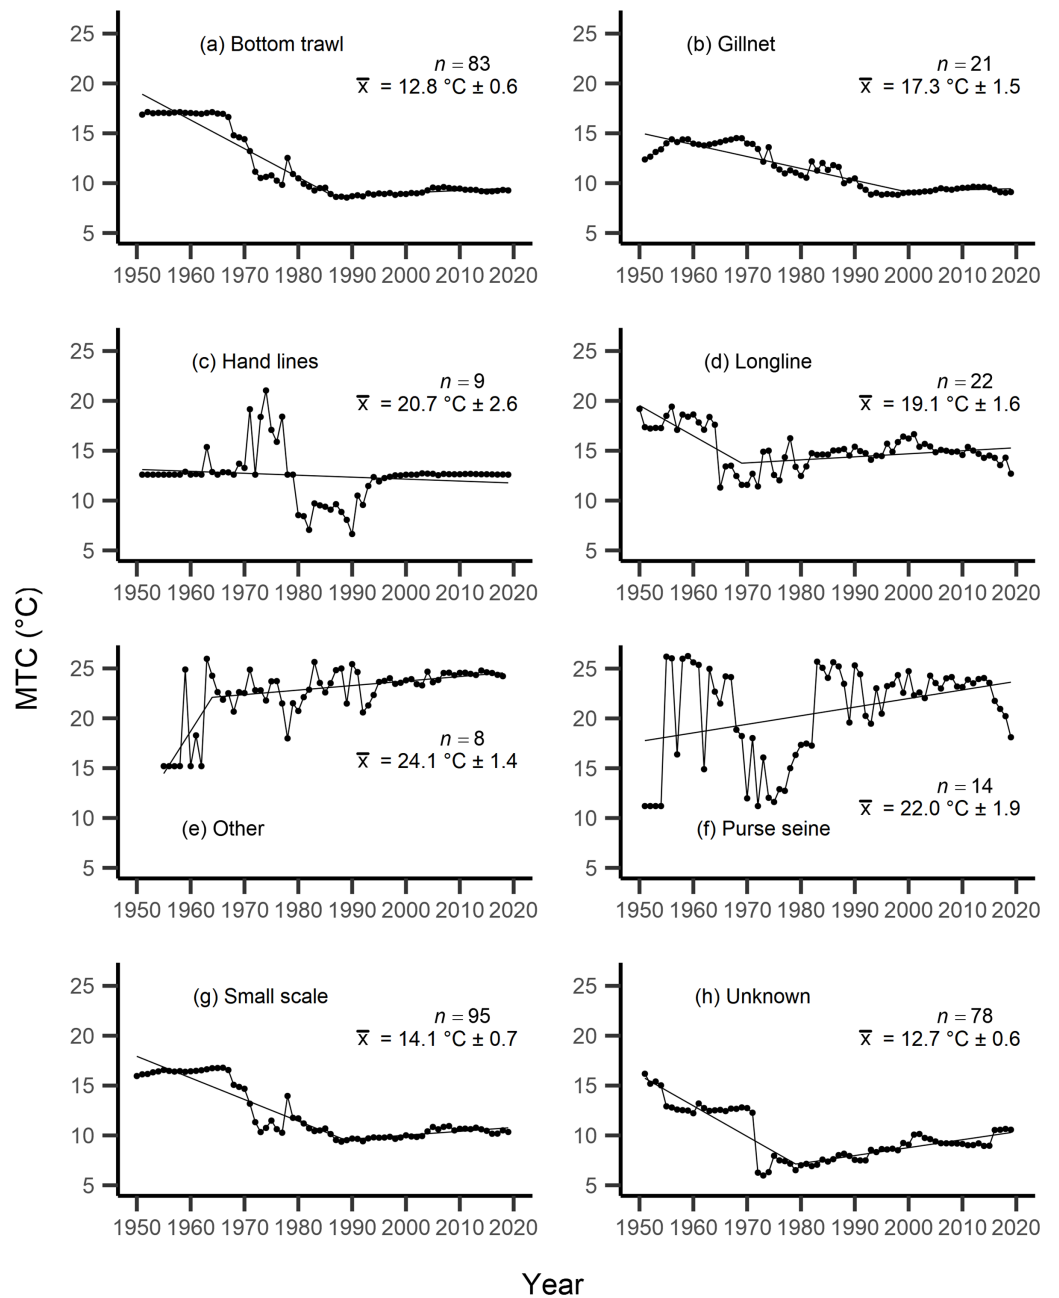 (a) Bottom trawl
n = 83
x̅ = 12.8 °C ± 0.6
25
20
15
10
5
1950 1960 1970 1980 1990 2000 2010 2020
(b) Gillnet
n = 21
x̅ = 17.3 °C ± 1.5
25
20
15
10
5
1950 1960 1970 1980 1990 2000 2010 2020
(c) Hand lines
n = 9
x̅ = 20.7 °C ± 2.6
25
20
15
10
5
1950 1960 1970 1980 1990 2000 2010 2020
(d) Longline
n = 22
x̅ = 19.1 °C ± 1.6
25
20
15
10
5
1950 1960 1970 1980 1990 2000 2010 2020
MTC (°C)
25
20
15
10
5
n = 8
x̅ = 24.1 °C ± 1.4
(e) Other
1950 1960 1970 1980 1990 2000 2010 2020
25
20
15
10
5
n = 14
x̅ = 22.0 °C ± 1.9
(f) Purse seine
1950 1960 1970 1980 1990 2000 2010 2020
(g) Small scale
n = 95
x̅ = 14.1 °C ± 0.7
25
20
15
10
5
1950 1960 1970 1980 1990 2000 2010 2020
(h) Unknown
n = 78
x̅ = 12.7 °C ± 0.6
25
20
15
10
5
1950 1960 1970 1980 1990 2000 2010 2020
Year